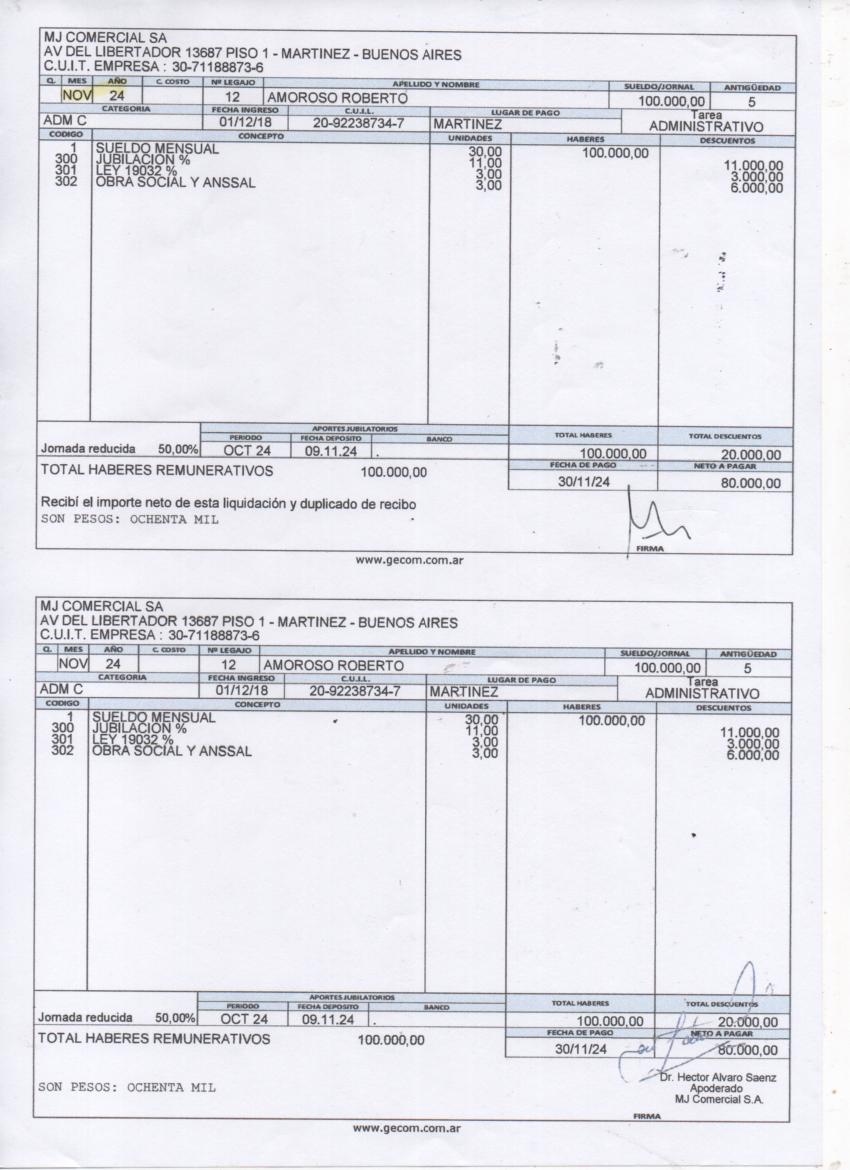 MJ COMERCIAL SA
AV DEL LIBERTADOR 13687 PISO 1 - MARTINEZ - BUENOS AIRES
C.U.I.T. EMPRESA : 30-71188873-6
Q. MES AÑO C. COSTO Nº LEGAJO APELLIDO Y NOMBRE SUELDO/JORNAL ANTIGÜEDAD
NOV 24 12 AMOROSO ROBERTO 100.000,00 5
CATEGORIA FECHA INGRESO C.U.I.L. LUGAR DE PAGO Tarea
ADM C 01/12/18 20-92238734-7 MARTINEZ ADMINISTRATIVO
CODIGO CONCEPTO UNIDADES HABERES DESCUENTOS
1 SUELDO MENSUAL 30,00 100.000,00
300 JUBILACION % 11,00 11.000,00
301 LEY 19032 % 3,00 3.000,00
302 OBRA SOCIAL Y ANSSAL 3,00 6.000,00
APORTES JUBILATORIOS
PERIODO FECHA DEPOSITO BANCO TOTAL HABERES TOTAL DESCUENTOS
Jornada reducida 50,00% OCT 24 09.11.24 . 100.000,00 20.000,00
TOTAL HABERES REMUNERATIVOS 100.000,00 FECHA DE PAGO NETO A PAGAR
30/11/24 80.000,00
Recibí el importe neto de esta liquidación y duplicado de recibo
SON PESOS: OCHENTA MIL
FIRMA
www.gecom.com.ar
MJ COMERCIAL SA
AV DEL LIBERTADOR 13687 PISO 1 - MARTINEZ - BUENOS AIRES
C.U.I.T. EMPRESA : 30-71188873-6
Q. MES AÑO C. COSTO Nº LEGAJO APELLIDO Y NOMBRE SUELDO/JORNAL ANTIGÜEDAD
NOV 24 12 AMOROSO ROBERTO 100.000,00 5
CATEGORIA FECHA INGRESO C.U.I.L. LUGAR DE PAGO Tarea
ADM C 01/12/18 20-92238734-7 MARTINEZ ADMINISTRATIVO
CODIGO CONCEPTO UNIDADES HABERES DESCUENTOS
1 SUELDO MENSUAL 30,00 100.000,00
300 JUBILACION % 11,00 11.000,00
301 LEY 19032 % 3,00 3.000,00
302 OBRA SOCIAL Y ANSSAL 3,00 6.000,00
APORTES JUBILATORIOS
PERIODO FECHA DEPOSITO BANCO TOTAL HABERES TOTAL DESCUENTOS
Jornada reducida 50,00% OCT 24 09.11.24 . 100.000,00 20.000,00
TOTAL HABERES REMUNERATIVOS 100.000,00 FECHA DE PAGO NETO A PAGAR
30/11/24 80.000,00
SON PESOS: OCHENTA MIL
Dr. Hector Alvaro Saenz
Apoderado
MJ Comercial S.A.
FIRMA
www.gecom.com.ar